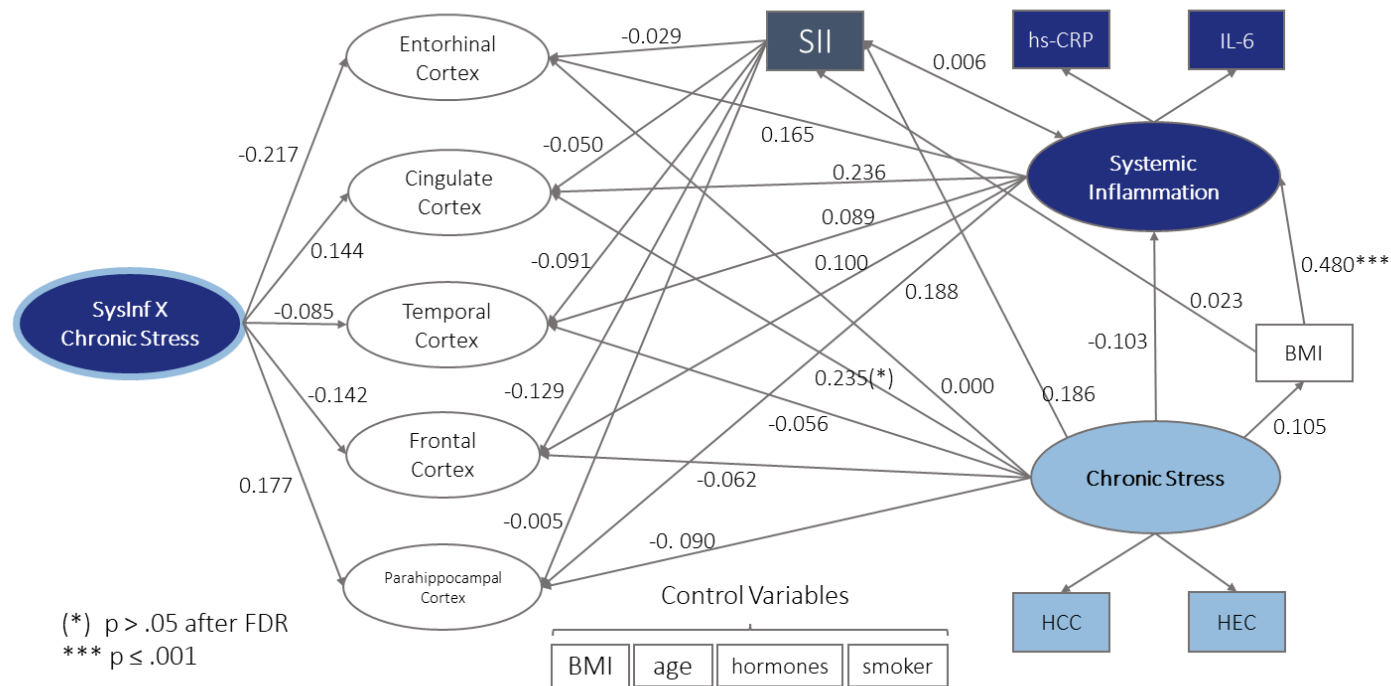 Entorhinal
Cortex
-0.029
SII
hs-CRP
IL-6
0.006
-0.217
-0.050
0.165
Cingulate
Cortex
0.236
Systemic
Inflammation
0.144
0.089
-0.091
0.100
0.188
0.480***
0.023
SysInf X
Chronic Stress
-0.085
Temporal
Cortex
-0.103
BMI
-0.142
-0.129
0.235(*)
0.000
0.186
0.105
-0.056
Frontal
Cortex
-0.062
Chronic Stress
0.177
-0.005
-0. 090
Parahippocampal
Cortex
Control Variables
(*) p > .05 after FDR
*** p ≤ .001
HCC
HEC
BMI
age
hormones
smoker